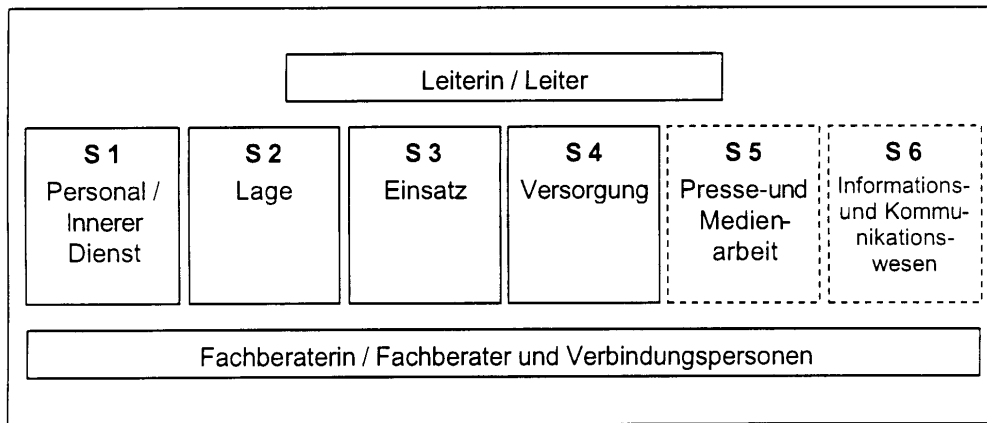 Leiterin / Leiter
S 1
Personal /
Innerer
Dienst
S 2
Lage
S 3
Einsatz
S 4
Versorgung
S 5
Presse-und
Medien-
arbeit
S 6
Informations-
und Kommu-
nikations-
wesen
Fachberaterin / Fachberater und Verbindungspersonen